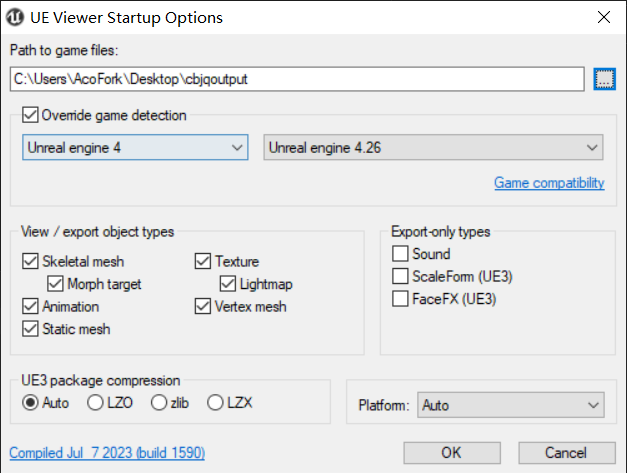 UE Viewer Startup Options
Path to game files:
C:\Users\AcoFork\Desktop\cbjqoutput
...
Override game detection
Unreal engine 4
Unreal engine 4.26
Game compatibility
View / export object types
Export-only types
Skeletal mesh
Texture
Sound
Morph target
Lightmap
ScaleForm (UE3)
Animation
Vertex mesh
FaceFX (UE3)
Static mesh
UE3 package compression
Auto
LZO
zlib
LZX
Platform:
Auto
Compiled Jul 7 2023 (build 1590)
OK
Cancel